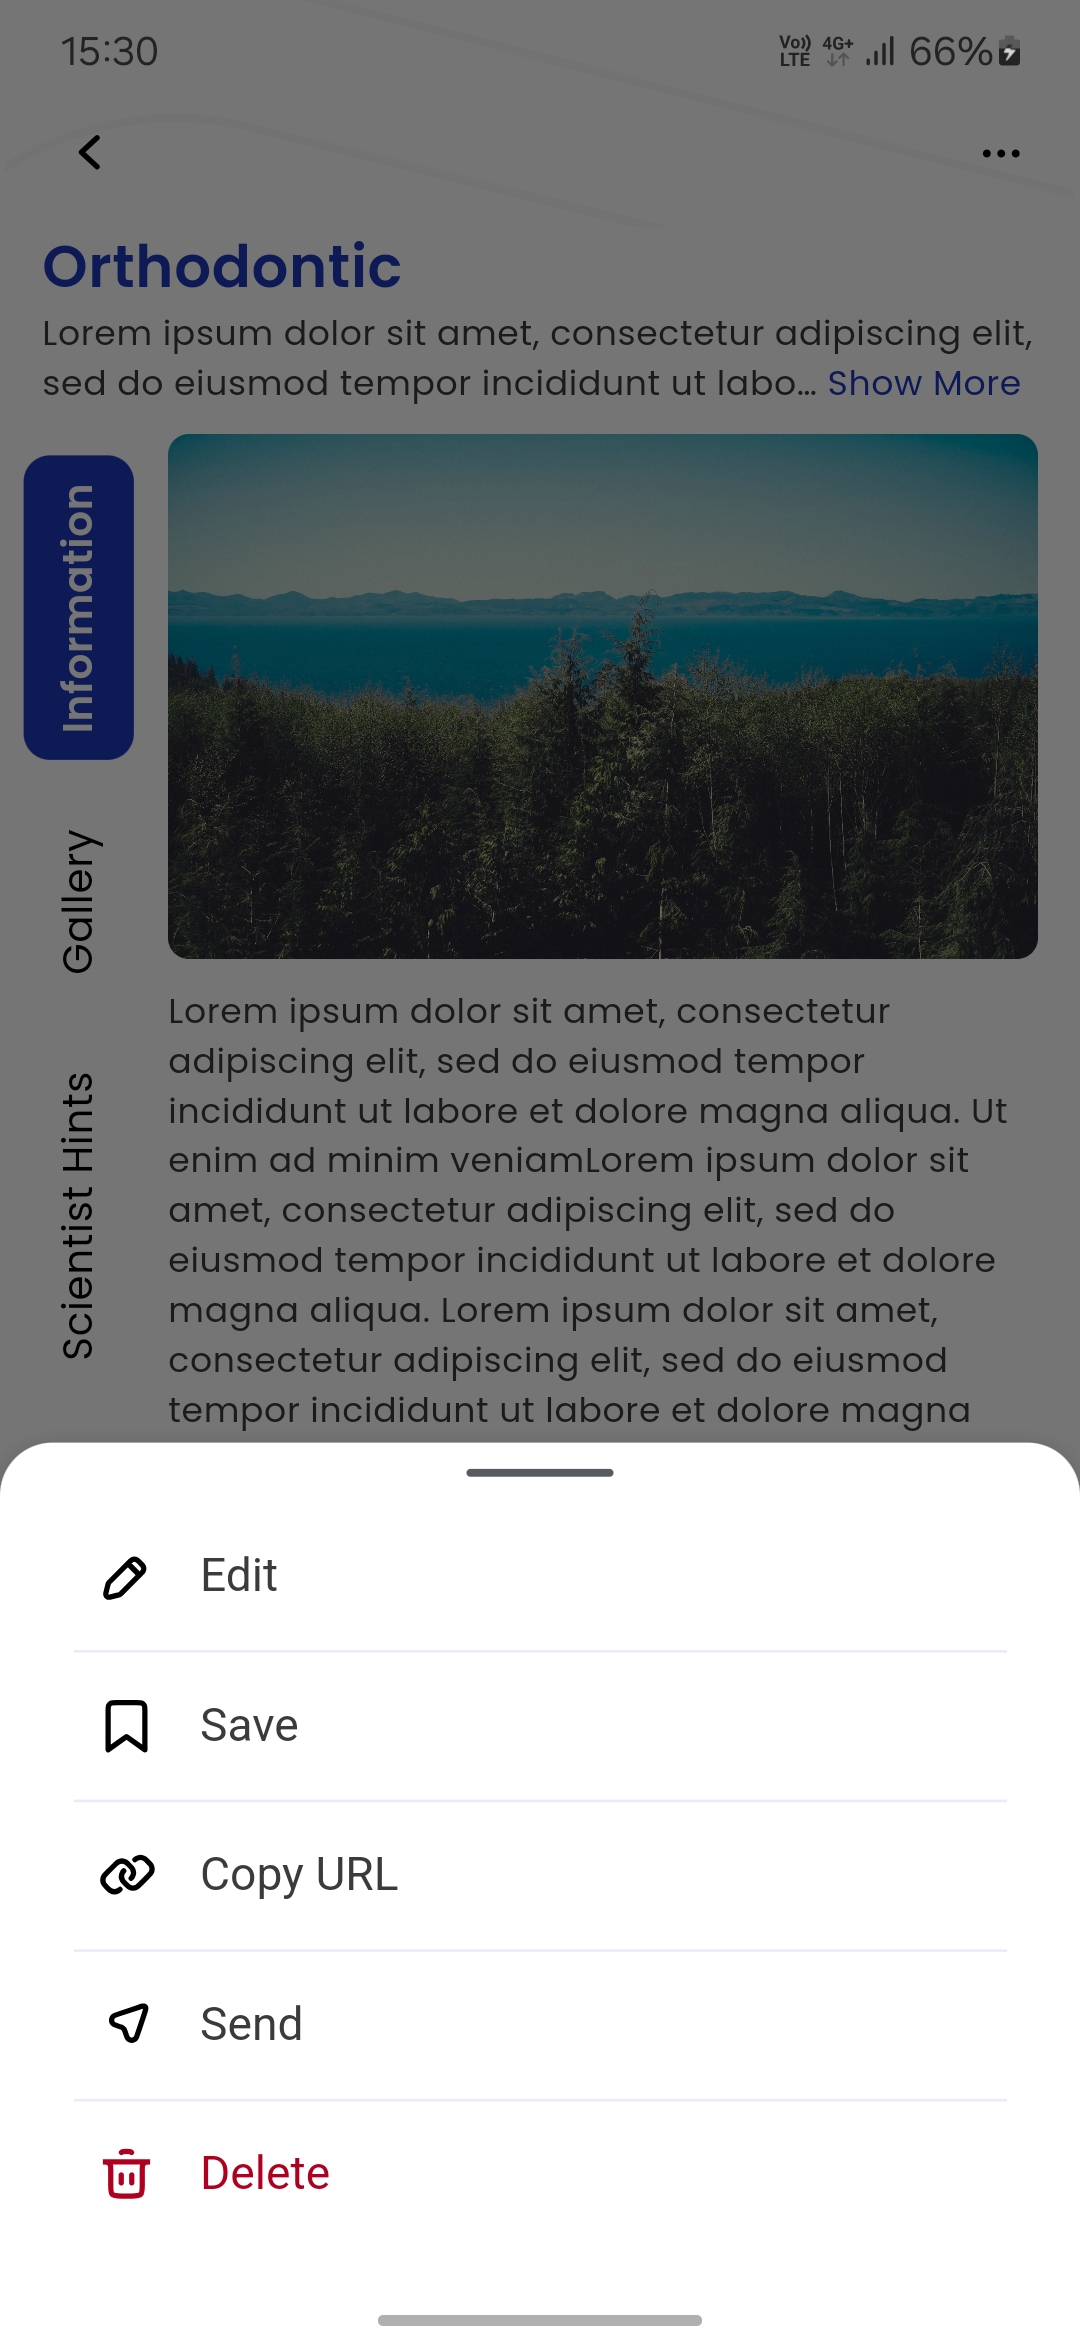 15:30
Vo)) LTE 4G+ 66%
Orthodontic
Lorem ipsum dolor sit amet, consectetur adipiscing elit,
sed do eiusmod tempor incididunt ut labo... Show More
Information
Gallery
Scientist Hints
Lorem ipsum dolor sit amet, consectetur
adipiscing elit, sed do eiusmod tempor
incididunt ut labore et dolore magna aliqua. Ut
enim ad minim veniamLorem ipsum dolor sit
amet, consectetur adipiscing elit, sed do
eiusmod tempor incididunt ut labore et dolore
magna aliqua. Lorem ipsum dolor sit amet,
consectetur adipiscing elit, sed do eiusmod
tempor incididunt ut labore et dolore magna
Edit
Save
Copy URL
Send
Delete